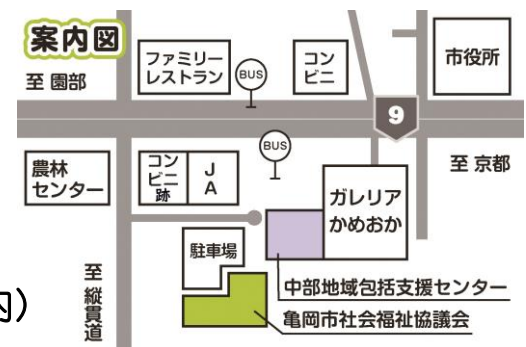 案内図
至 園部
ファミリー
レストラン
BUS
コン
ビニ
市役所
9
BUS
至 京都
農林
センター
コン
ビニ
跡
J
A
ガレリア
かめおか
駐車場
至 縦貫道
内）
中部地域包括支援センター
亀岡市社会福祉協議会